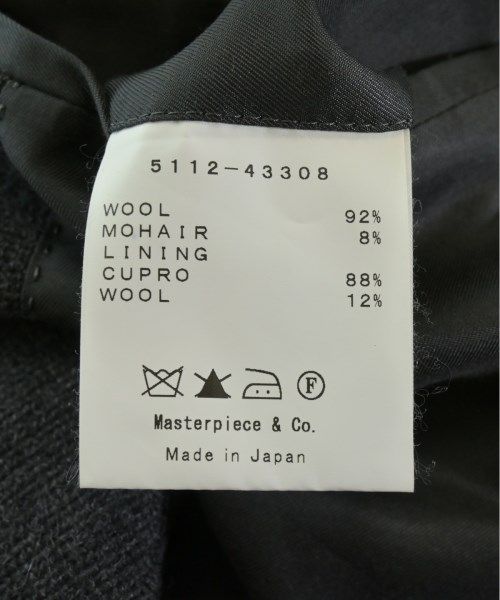 5112-43308
WOOL 92%
MOHAIR 8%
LINING
CUPRO 88%
WOOL 12%
F
Masterpiece & Co.
Made in Japan